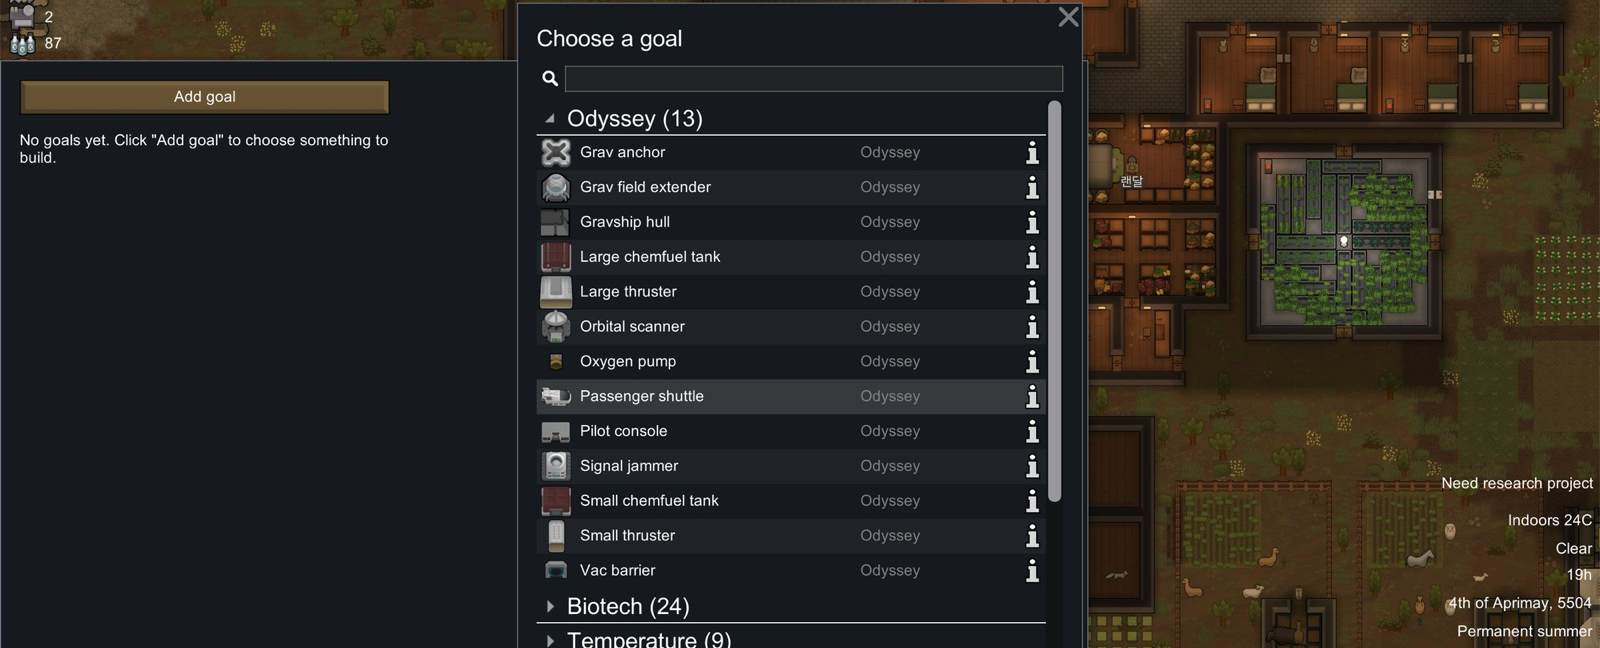 2
87
Add goal
No goals yet. Click "Add goal" to choose something to
build.
Choose a goal
Odyssey (13)
Grav anchor Odyssey
Grav field extender Odyssey
Gravship hull Odyssey
Large chemfuel tank Odyssey
Large thruster Odyssey
Orbital scanner Odyssey
Oxygen pump Odyssey
Passenger shuttle Odyssey
Pilot console Odyssey
Signal jammer Odyssey
Small chemfuel tank Odyssey
Small thruster Odyssey
Vac barrier Odyssey
Biotech (24)
Temperature (9)
랜달
Need research project
Indoors 24C
Clear
19h
4th of Aprimay, 5504
Permanent summer